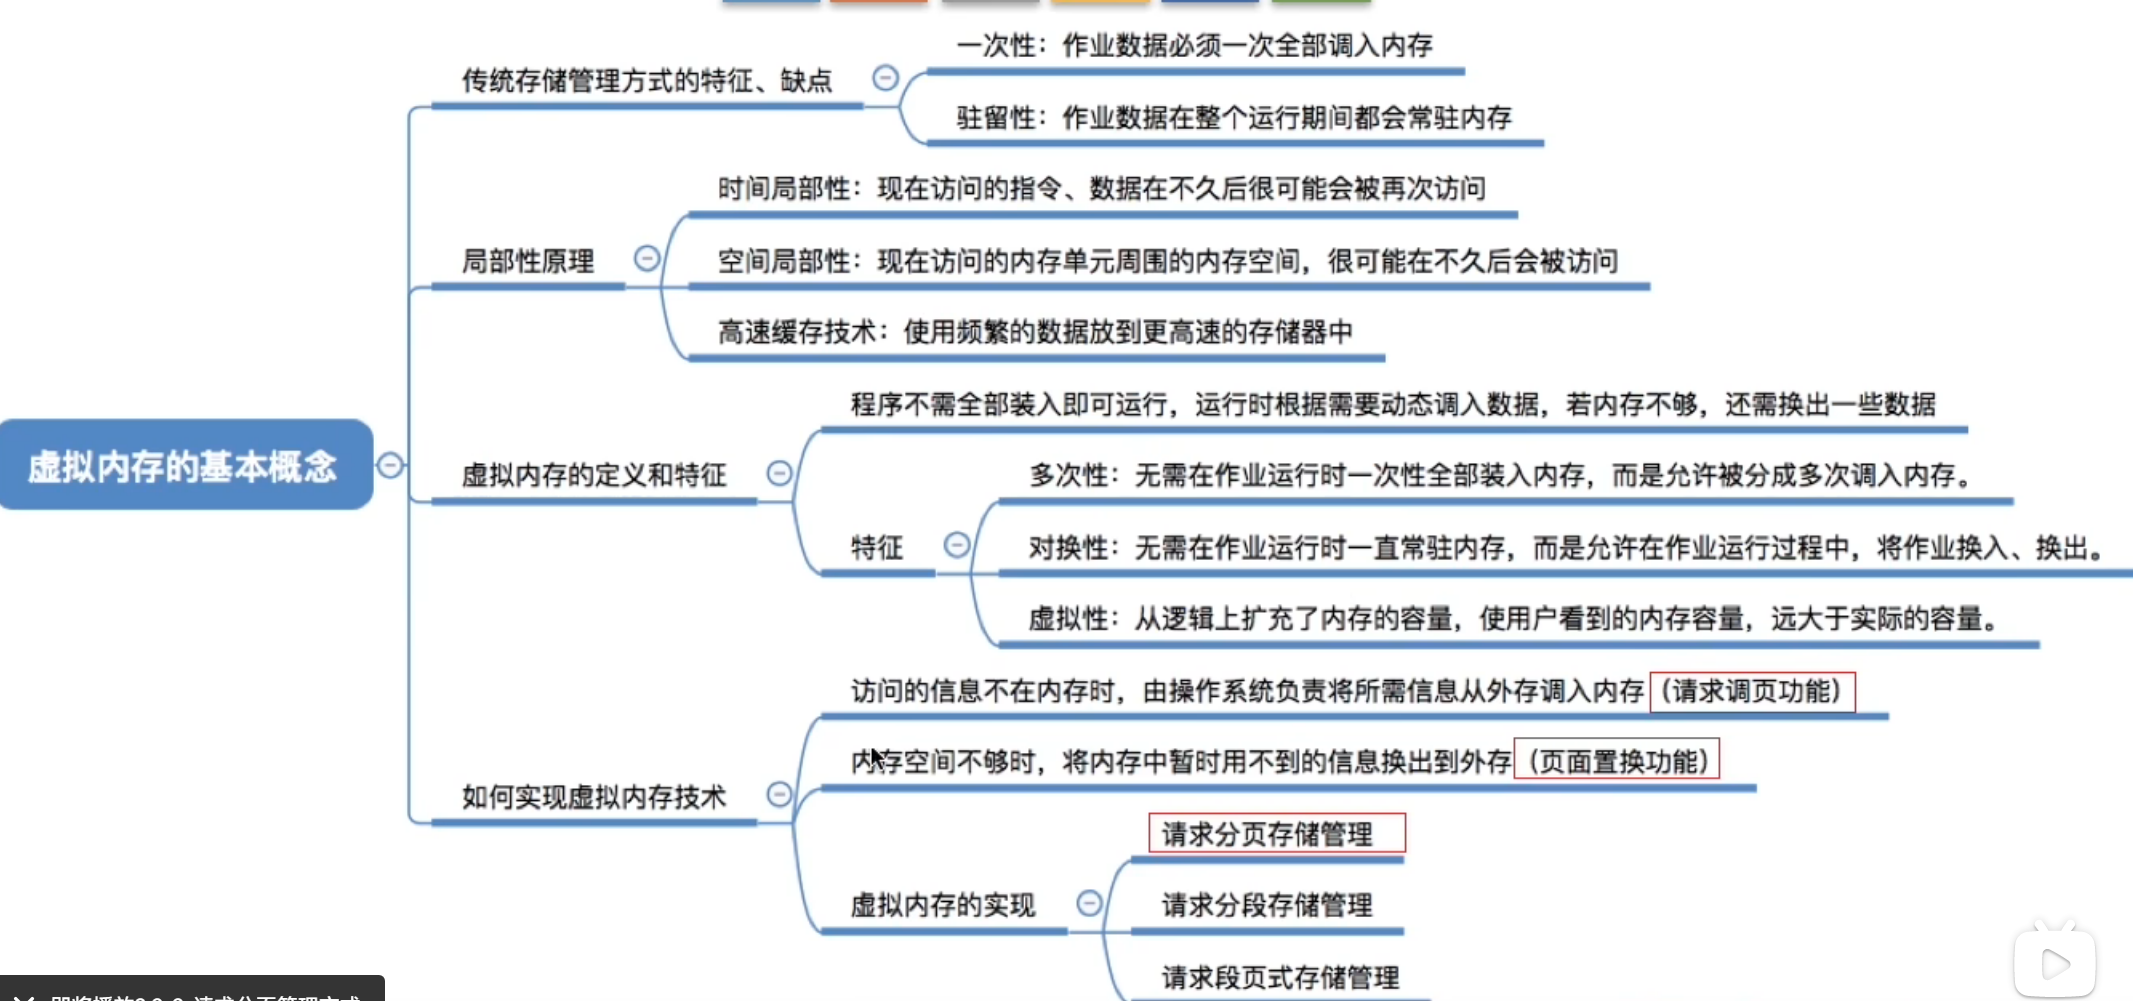 一次性：作业数据必须一次全部调入内存
传统存储管理方式的特征、缺点
驻留性：作业数据在整个运行期间都会常驻内存
时间局部性：现在访问的指令、数据在不久后很可能会被再次访问
局部性原理
空间局部性：现在访问的内存单元周围的内存空间，很可能在不久后会被访问
高速缓存技术：使用频繁的数据放到更高速的存储器中
虚拟内存的基本概念
程序不需全部装入即可运行，运行时根据需要动态调入数据，若内存不够，还需换出一些数据
虚拟内存的定义和特征
多次性：无需在作业运行时一次性全部装入内存，而是允许被分成多次调入内存。
特征
对换性：无需在作业运行时一直常驻内存，而是允许在作业运行过程中，将作业换入、换出。
虚拟性：从逻辑上扩充了内存的容量，使用户看到的内存容量，远大于实际的容量。
访问的信息不在内存时，由操作系统负责将所需信息从外存调入内存（请求调页功能）
内存空间不够时，将内存中暂时用不到的信息换出到外存（页面置换功能）
如何实现虚拟内存技术
请求分页存储管理
虚拟内存的实现
请求分段存储管理
请求段页式存储管理